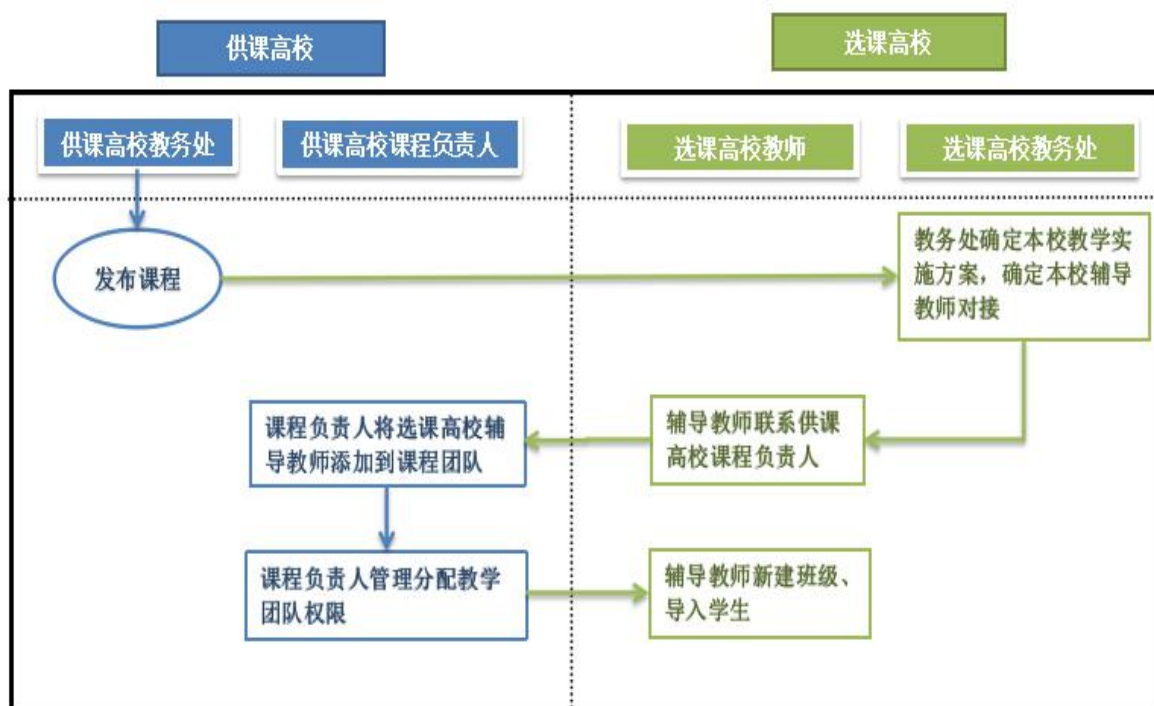 供课高校
选课高校
供课高校教务处
供课高校课程负责人
选课高校教师
选课高校教务处
发布课程
教务处确定本校教学实
施方案，确定本校辅导
教师对接
课程负责人将选课高校辅
导教师添加到课程团队
辅导教师联系供课
高校课程负责人
课程负责人管理分配教学
团队权限
辅导教师新建班级、
导入学生